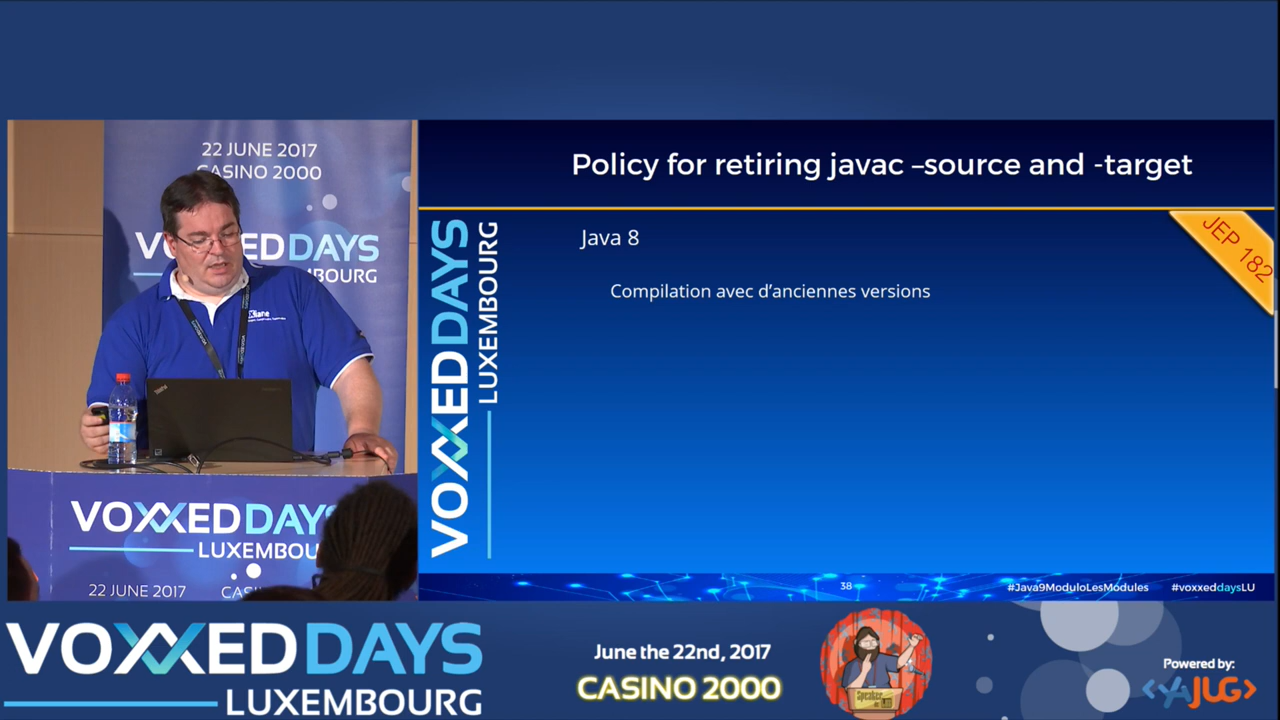 22 JUNE 2017
CASINO 2000
VOXXED DAYS
LUXEMBOURG
VOXXED DAYS
22 JUNE 2017
Policy for retiring javac –source and -target
JEP 182
Java 8
Compilation avec d’anciennes versions
VOXXED DAYS
LUXEMBOURG
38
#Java9ModuloLesModules
#voxxeddaysLU
VOXXED DAYS
LUXEMBOURG
June the 22nd, 2017
CASINO 2000
Speaker
Powered by:
YAJUG